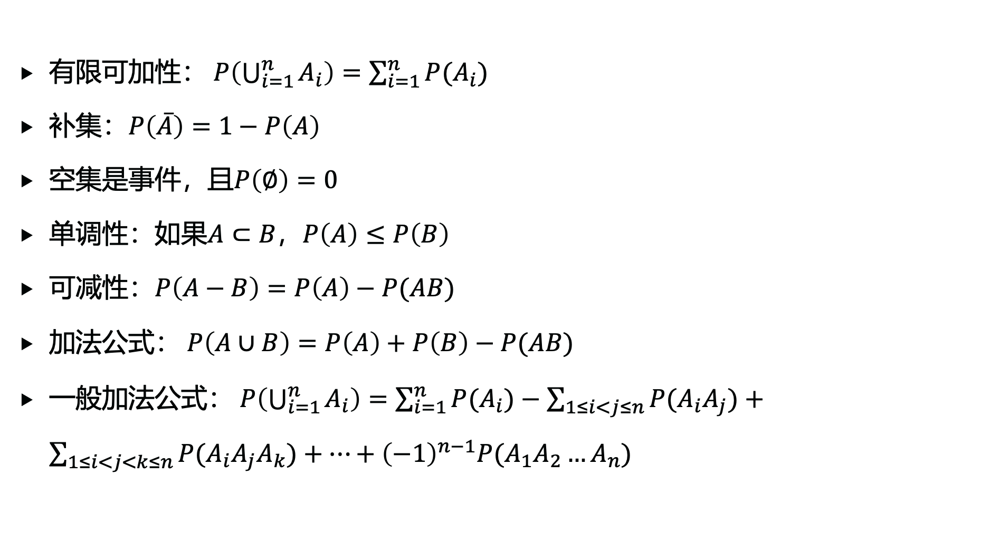 ▶ 有限可加性： $P(\bigcup_{i=1}^{n} A_i) = \sum_{i=1}^{n} P(A_i)$
▶ 补集：$P(\bar{A}) = 1 - P(A)$
▶ 空集是事件，且$P(\emptyset) = 0$
▶ 单调性：如果$A \subset B$，$P(A) \leq P(B)$
▶ 可减性：$P(A - B) = P(A) - P(AB)$
▶ 加法公式： $P(A \cup B) = P(A) + P(B) - P(AB)$
▶ 一般加法公式： $P(\bigcup_{i=1}^{n} A_i) = \sum_{i=1}^{n} P(A_i) - \sum_{1 \leq i < j \leq n} P(A_i A_j) +$
$\sum_{1 \leq i < j < k \leq n} P(A_i A_j A_k) + \cdots + (-1)^{n-1} P(A_1 A_2 \ldots A_n)$